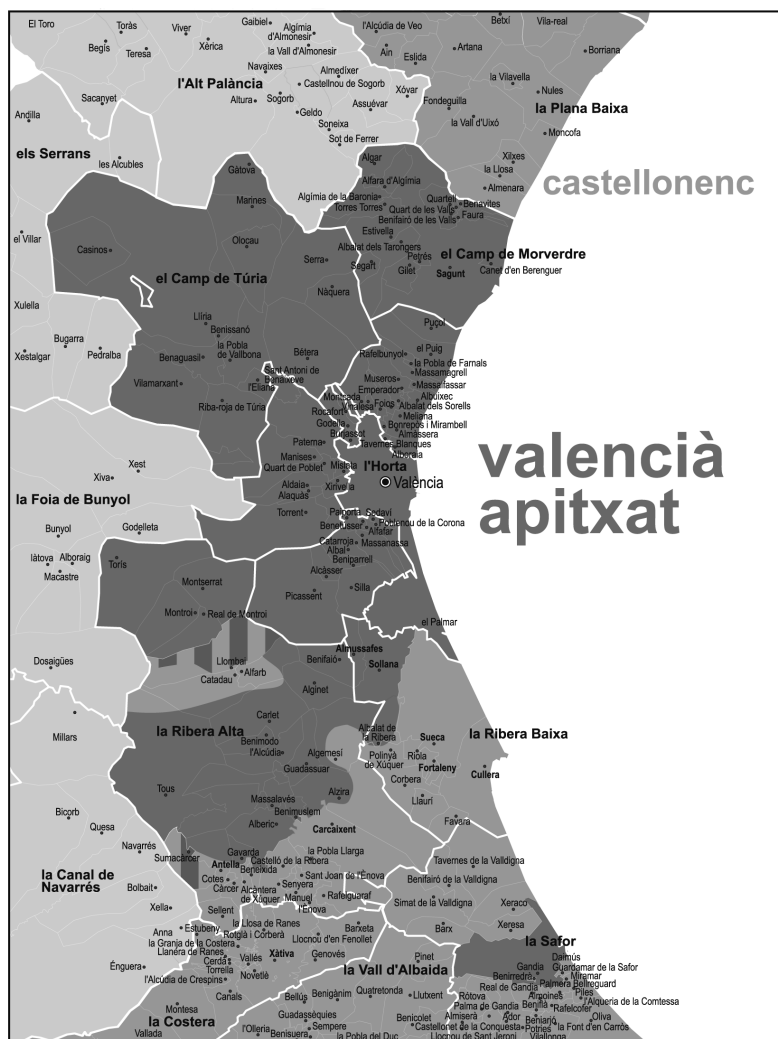 El Toro
Toràs
Viver
Gaibiel
Algímia
d'Almonesir
l'Alcúdia de Veo
Betxí
Vila-real
Begís
Teresa
Xèrica
la Vall d'Almonesir
Ain
Artana
Borriana
Eslida
Navaixes
Almedíxer
l'Alt Palància
Castellnou de Sogorb
Xóvar
la Vilavella
Nules
Sacanyet
Altura
Sogorb
Geldo
Assuévar
Fondeguilla
la Plana Baixa
Andilla
Soneixa
la Vall d'Uixó
Moncofa
Sot de Ferrer
els Serrans
les Alcubles
Algar
Xilxes
la Llosa
Gàtova
Alfara d'Algímia
Almenara
castellonenc
Marines
Algímia de la Baronia
Torres Torres
Quartell
Quart de les Valls
Benavites
Benifairó de les Valls
Faura
el Villar
Casinos
Olocau
Estivella
Albalat dels Tarongers
Serra
Segart
Petrés
Gilet
el Camp de Morverdre
Sagunt
Canet d'en Berenguer
el Camp de Túria
Nàquera
Xulella
Llíria
Puçol
Bugarra
Benissanó
la Pobla
de Vallbona
Xestalgar
Pedralba
Benaguasil
Bétera
Rafelbunyol
el Puig
la Pobla de Farnals
Massamagrell
Vilamarxant
Sant Antoni de
Benaixeve
l'Eliana
Museros
Emperador
Massalfassar
Riba-roja de Túria
Montcada
Vinalesa
Foios
Albuixec
Albalat dels Sorells
Rocafort
Meliana
Godella
Bonrepòs i Mirambell
Burjassot
Almàssera
Paterna
Tavernes Blanques
Alboraia
Manises
Quart de Poblet
Mislata
l'Horta
valencià
apitxat
Xest
Xiva
Aldaia
Alaquàs
Xirivella
València
la Foia de Bunyol
Torrent
Paiporta
Sedaví
Bunyol
Godelleta
Benetússer
Poblenou de la Corona
Alfafar
Catarroja
Massanassa
Albal
Iàtova
Alboraig
Torís
Beniparrell
Macastre
Alcàsser
Montserrat
Picassent
Silla
Montroi
Real de Montroi
el Palmar
Dosaigües
Llombai
Alfarb
Catadau
Benifaió
Almussafes
Sollana
Alginet
Millars
Carlet
la Ribera Alta
Albalat de
la Ribera
Sueca
la Ribera Baixa
Benimodo
l'Alcúdia
Algemesí
Polinyà
de Xúquer
Riola
Guadassuar
Fortaleny
Cullera
Corbera
Tous
Alzira
Llaurí
Massalavés
Benimuslem
Bicorb
Alberic
Carcaixent
Favara
Quesa
Navarrés
Sumacàrcer
Gavarda
la Pobla Llarga
la Canal de
Navarrés
Antella
Castelló de la Ribera
Tavernes de la Valldigna
Beneixida
Cotes
Sant Joan de l'Énova
Benifairó de la Valldigna
Bolbait
Càrcer
Alcàntera
de Xúquer
Senyera
Manuel
Rafelguaraf
Simat de la Valldigna
Xella
l'Énova
Xeraco
Sellent
Anna
Estubeny
la Llosa de Ranes
Barxeta
Barx
Xeresa
Rotglà i Corberà
la Granja de la Costera
Llocnou d'en Fenollet
la Safor
Llanera de Ranes
Xàtiva
Cerdà
Vallés
Genovés
Pinet
Daimús
Énguera
Torrella
Gandia
Guardamar de la Safor
Novetlè
la Vall d'Albaida
Benirredrà
Miramar
l'Alcúdia de Crespins
Real de Gandia
Palmera
Bellreguard
Canals
Bellús
Benigànim
Quatretonda
Llutxent
Ròtova
Almoines
Piles
Montesa
Palma de Gandia
Beniflà
l'Alqueria de la Comtessa
Guadasséquies
Almiserà
Ador
Rafelcofer
Oliva
la Costera
Benicolet
Beniarjó
Vallada
Sempere
Castellonet de la Conquesta
Potries
la Font d'en Carròs
l'Olleria
Benisuera
la Pobla del Duc
Llocnou de Sant Jeroni
Vilallonga